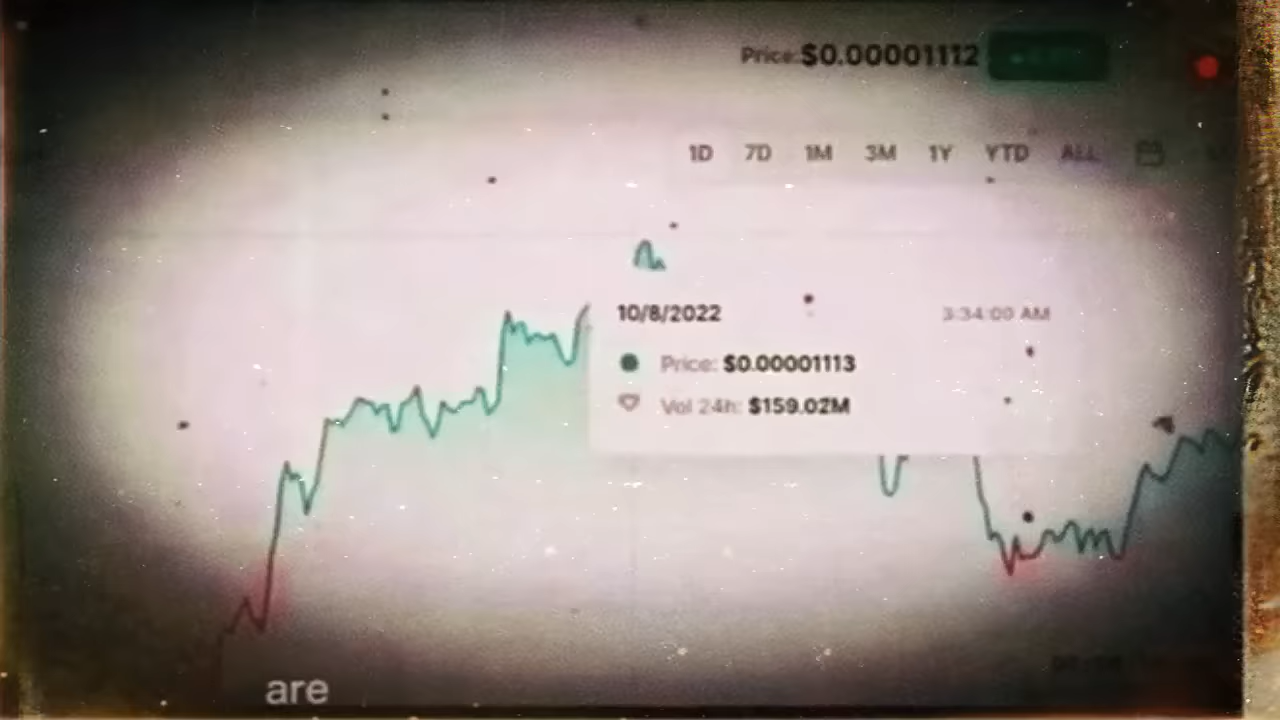 Price:$0.00001112
1D 7D 1M 3M 1Y YTD ALL
10/8/2022 3:34:00 AM
Price: $0.00001113
Vol 24h: $159.02M
are